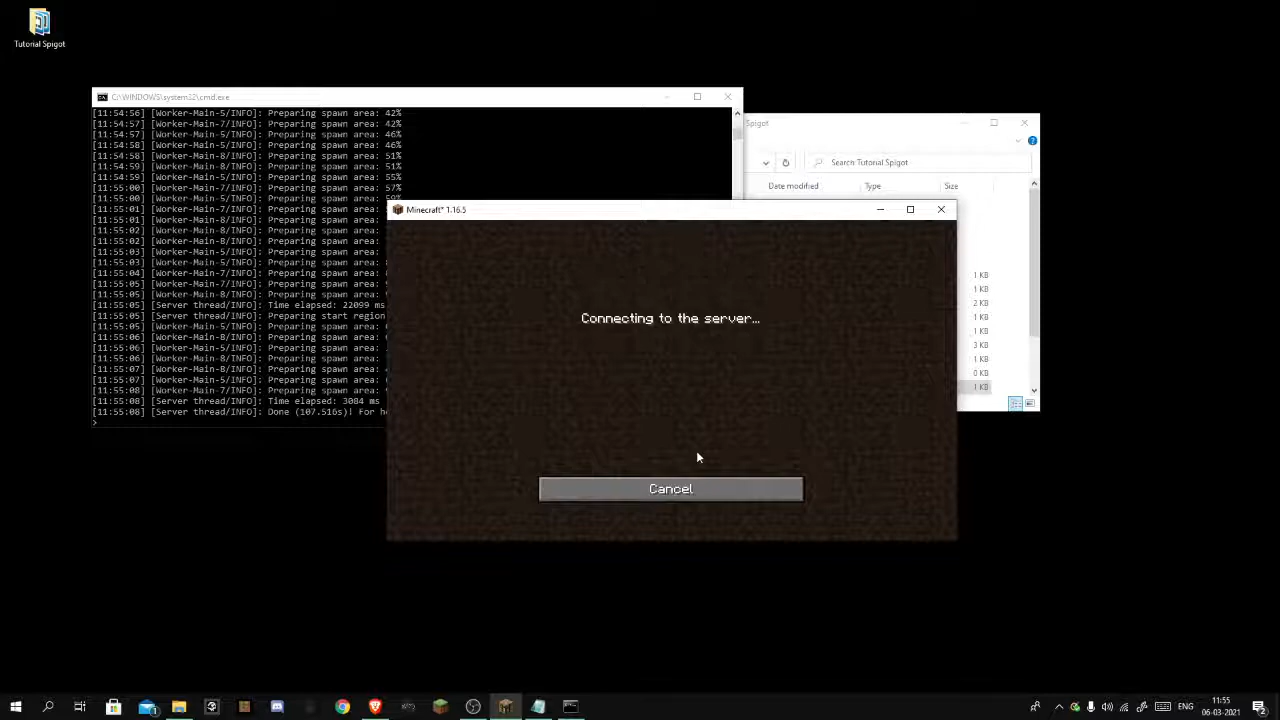 Tutorial Spigot
C:\WINDOWS\system32\cmd.exe
[11:54:56] [Worker-Main-5/INFO]: Preparing spawn area: 42%
[11:54:57] [Worker-Main-7/INFO]: Preparing spawn area: 42%
[11:54:57] [Worker-Main-5/INFO]: Preparing spawn area: 46%
[11:54:58] [Worker-Main-5/INFO]: Preparing spawn area: 46%
[11:54:58] [Worker-Main-8/INFO]: Preparing spawn area: 51%
[11:54:59] [Worker-Main-8/INFO]: Preparing spawn area: 51%
[11:54:59] [Worker-Main-5/INFO]: Preparing spawn area: 55%
[11:55:00] [Worker-Main-7/INFO]: Preparing spawn area: 57%
[11:55:00] [Worker-Main-5/INFO]: Preparing spawn area: 59%
[11:55:01] [Worker-Main-7/INFO]: Preparing spawn area:
[11:55:01] [Worker-Main-8/INFO]: Preparing spawn area:
[11:55:02] [Worker-Main-8/INFO]: Preparing spawn area:
[11:55:02] [Worker-Main-8/INFO]: Preparing spawn area:
[11:55:03] [Worker-Main-5/INFO]: Preparing spawn area:
[11:55:03] [Worker-Main-5/INFO]: Preparing spawn area:
[11:55:04] [Worker-Main-7/INFO]: Preparing spawn area:
[11:55:05] [Worker-Main-7/INFO]: Preparing spawn area:
[11:55:05] [Worker-Main-8/INFO]: Preparing spawn area:
[11:55:05] [Server thread/INFO]: Time elapsed: 22099 ms
[11:55:05] [Server thread/INFO]: Preparing start region
[11:55:05] [Worker-Main-5/INFO]: Preparing spawn area:
[11:55:06] [Worker-Main-8/INFO]: Preparing spawn area:
[11:55:06] [Worker-Main-5/INFO]: Preparing spawn area:
[11:55:06] [Worker-Main-8/INFO]: Preparing spawn area:
[11:55:07] [Worker-Main-8/INFO]: Preparing spawn area:
[11:55:07] [Worker-Main-5/INFO]: Preparing spawn area:
[11:55:08] [Worker-Main-7/INFO]: Preparing spawn area:
[11:55:08] [Server thread/INFO]: Time elapsed: 3084 ms
[11:55:08] [Server thread/INFO]: Done (107.516s)! For he
>
Spigot
Search Tutorial Spigot
Date modified Type Size
1 KB
1 KB
2 KB
1 KB
1 KB
3 KB
1 KB
0 KB
1 KB
Minecraft* 1.16.5
Connecting to the server...
Cancel
ENG
11:55
06-03-2021